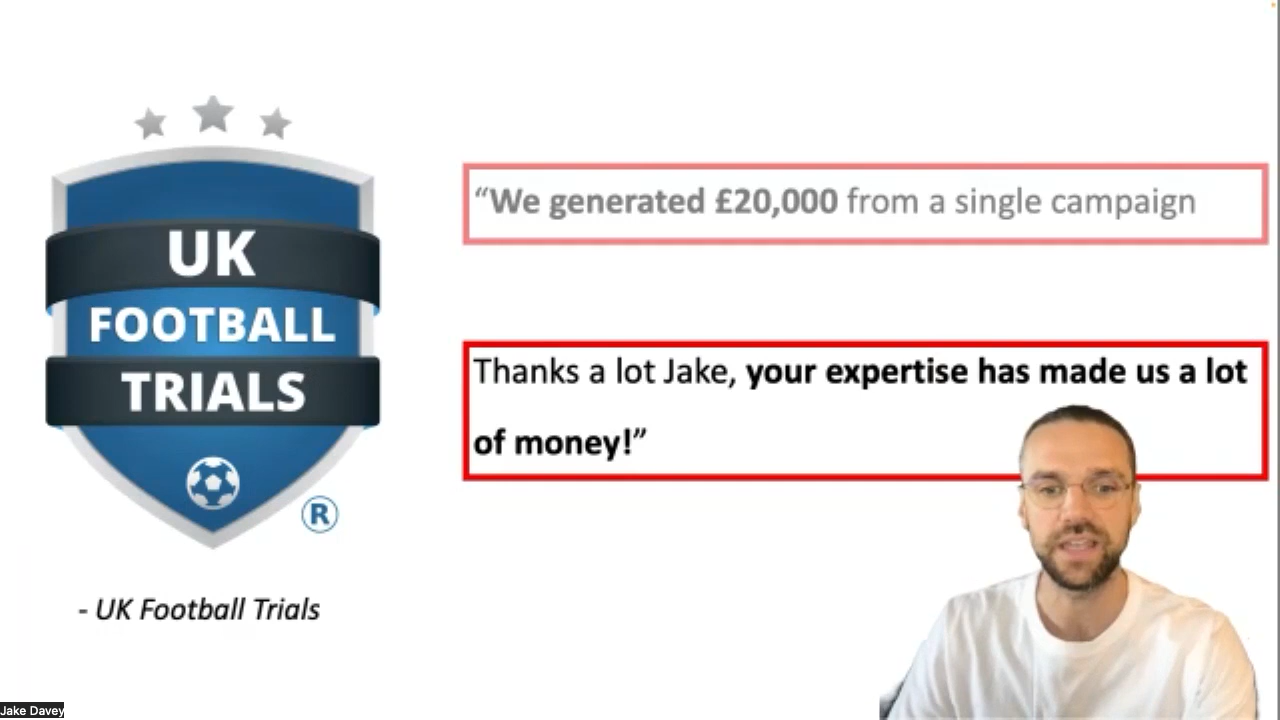 UK
FOOTBALL
TRIALS
®
- UK Football Trials
“We generated £20,000 from a single campaign
Thanks a lot Jake, your expertise has made us a lot
of money!”
Jake Davey